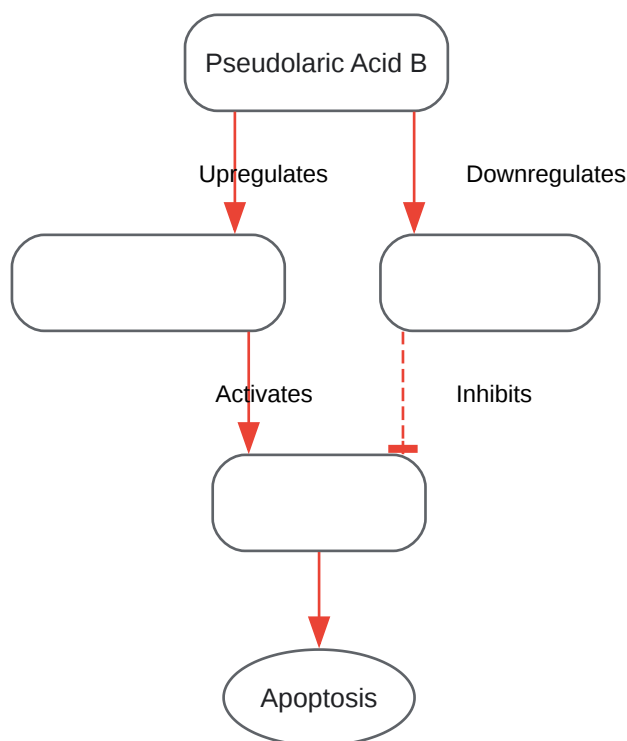 Pseudolaric Acid B
Upregulates
Downregulates
Activates
Inhibits
Apoptosis